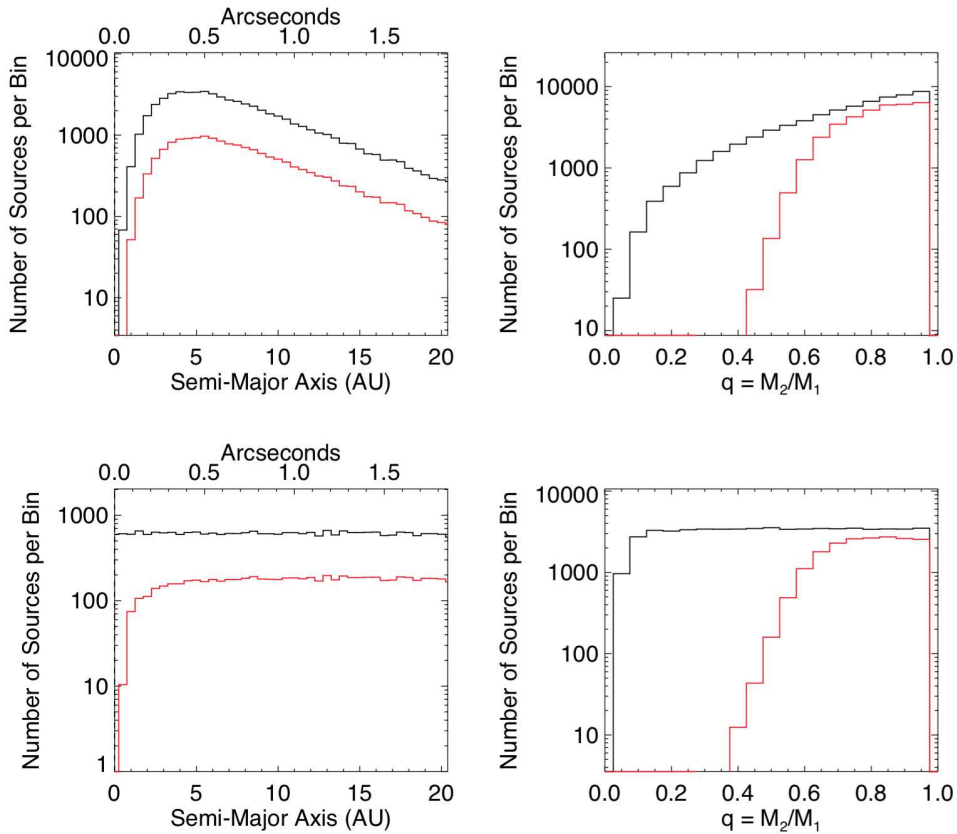 Arcseconds
0.0 0.5 1.0 1.5
10000
1000
100
10
Number of Sources per Bin
0 5 10 15 20
Semi-Major Axis (AU)
10000
1000
100
10
Number of Sources per Bin
0.0 0.2 0.4 0.6 0.8 1.0
q = M₂/M₁
Arcseconds
0.0 0.5 1.0 1.5
1000
100
10
1
Number of Sources per Bin
0 5 10 15 20
Semi-Major Axis (AU)
10000
1000
100
10
Number of Sources per Bin
0.0 0.2 0.4 0.6 0.8 1.0
q = M₂/M₁